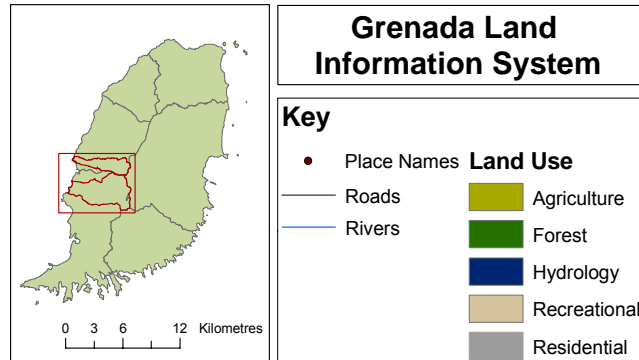 Grenada Land
Information System
Key
Place Names
Roads
Rivers
Land Use
Agriculture
Forest
Hydrology
Recreational
Residential
0 3 6 12 Kilometres